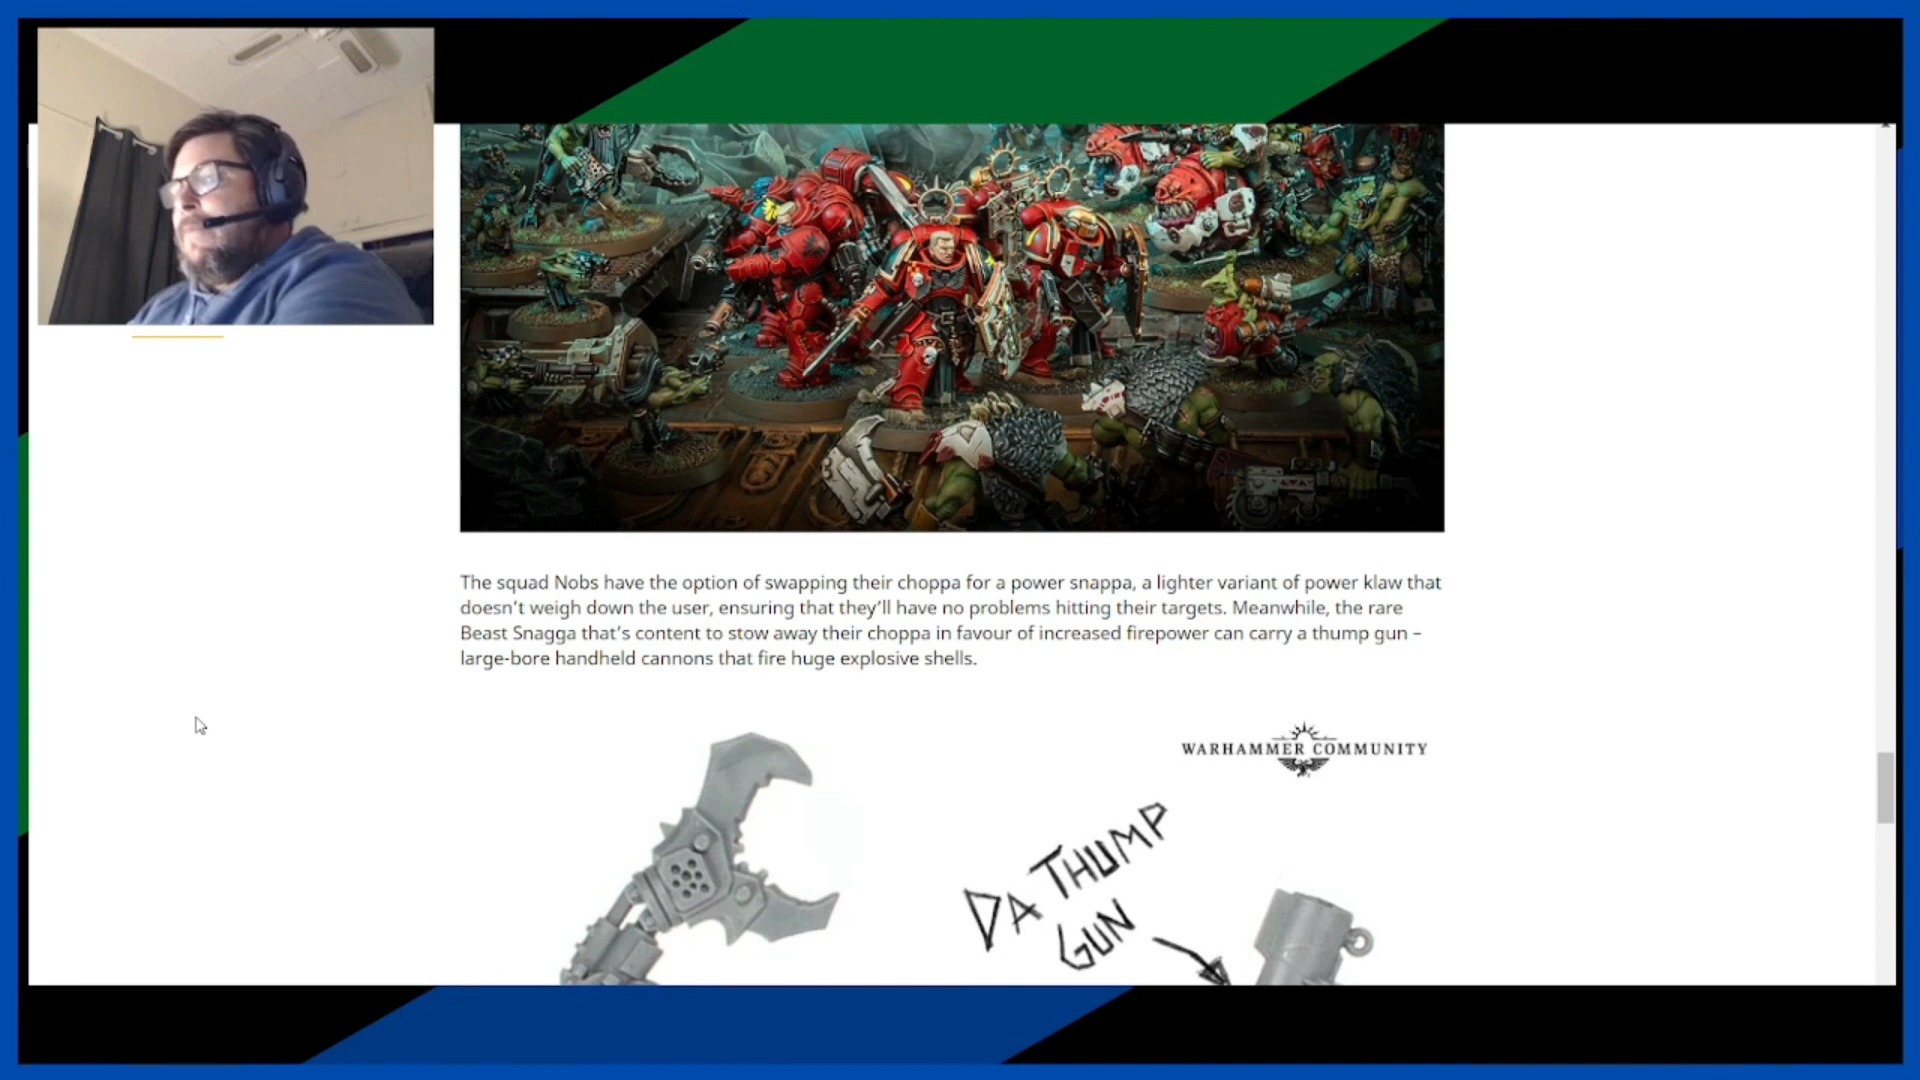 The squad Nobs have the option of swapping their choppa for a power snappa, a lighter variant of power klaw that
doesn't weigh down the user, ensuring that they'll have no problems hitting their targets. Meanwhile, the rare
Beast Snagga that's content to stow away their choppa in favour of increased firepower can carry a thump gun –
large-bore handheld cannons that fire huge explosive shells.
WARHAMMER COMMUNITY
DA THUMP
GUN